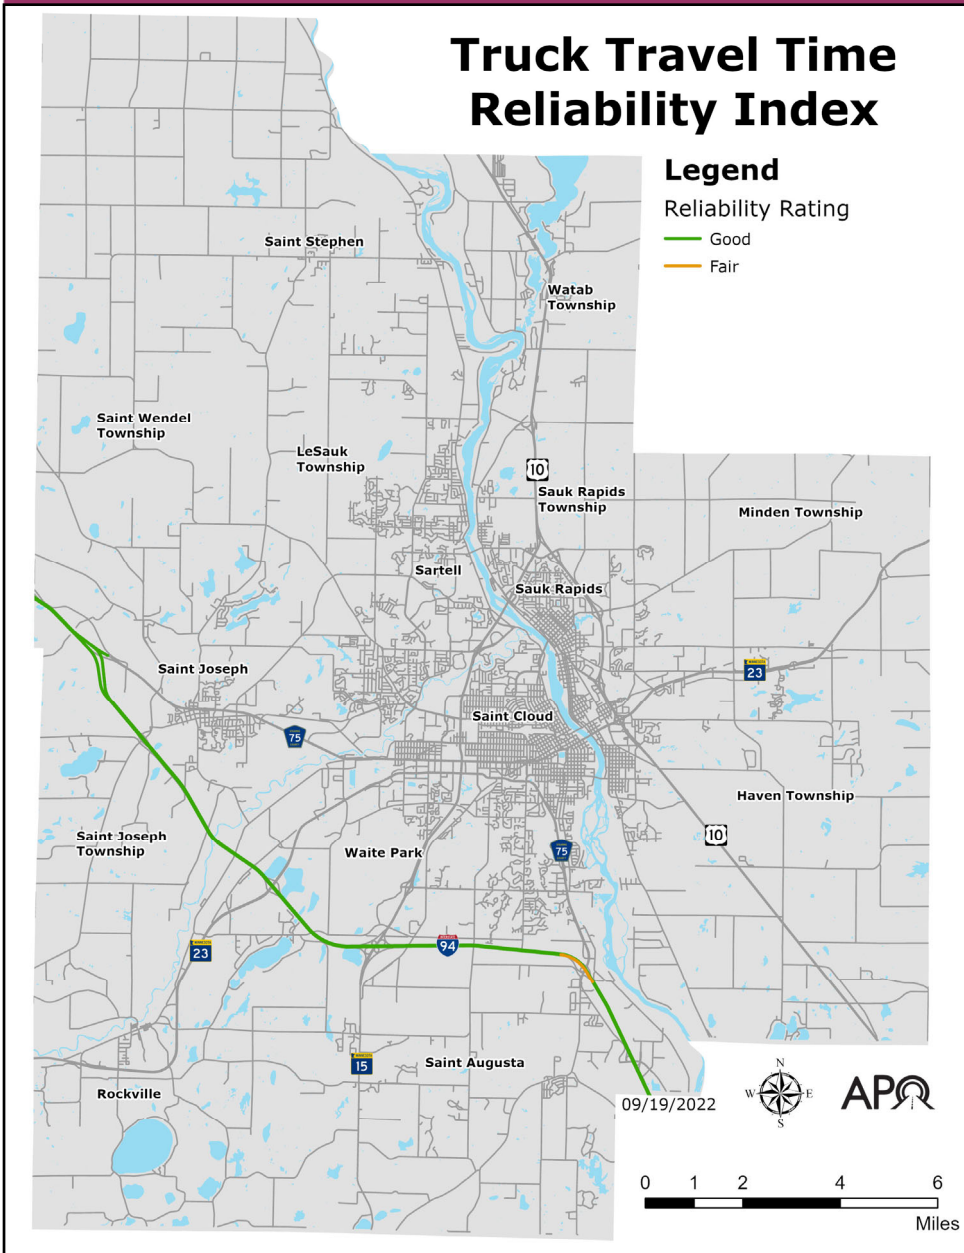 Truck Travel Time
Reliability Index
Legend
Reliability Rating
Good
Fair
Saint Stephen
Watab
Township
Saint Wendel
Township
LeSauk
Township
10
Sauk Rapids
Township
Minden Township
Sartell
Sauk Rapids
Saint Joseph
MINNESOTA
23
Saint Cloud
75
Haven Township
10
Saint Joseph
Township
Waite Park
75
MINNESOTA
23
94
MINNESOTA
15
Saint Augusta
Rockville
09/19/2022
N
W
E
S
APO
0 1 2 4 6
Miles